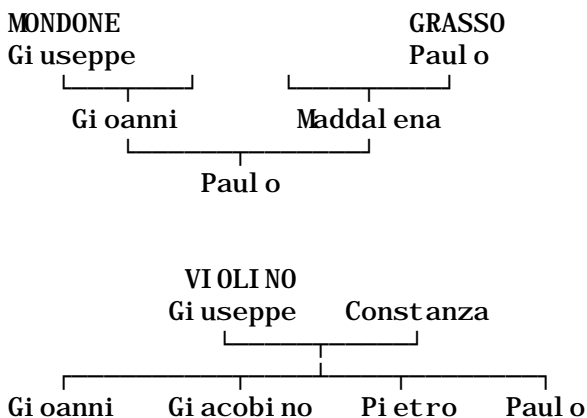 MONDONE GRASSO
Giuseppe Paulo
Gioanni Maddalena
Paulo
VIOLINO
Giuseppe Constanza
Gioanni Giacobino Pietro Paulo